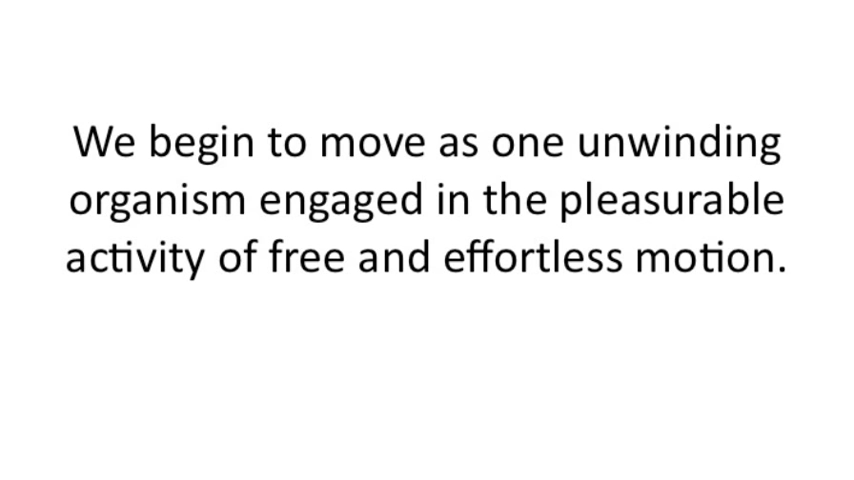 We begin to move as one unwinding
organism engaged in the pleasurable
activity of free and effortless motion.